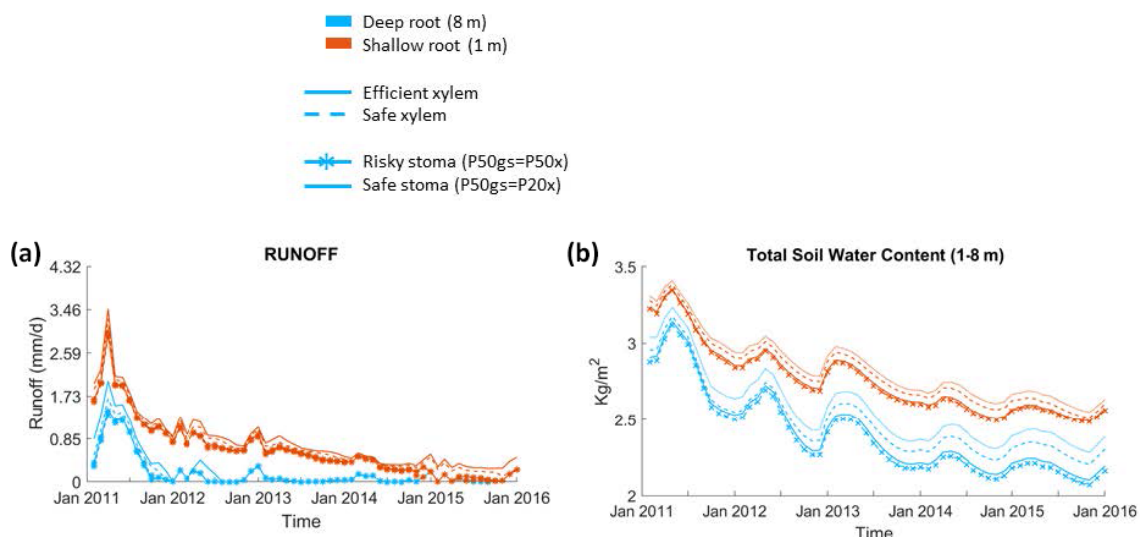 Deep root (8 m)
Shallow root (1 m)
Efficient xylem
Safe xylem
Risky stoma (P50gs=P50x)
Safe stoma (P50gs=P20x)
(a)
RUNOFF
Runoff (mm/d)
4.32
3.46
2.59
1.73
0.85
0
Jan 2011 Jan 2012 Jan 2013 Jan 2014 Jan 2015 Jan 2016
Time
(b)
Total Soil Water Content (1-8 m)
Kg/m²
3.5
3
2.5
2
Jan 2011 Jan 2012 Jan 2013 Jan 2014 Jan 2015 Jan 2016
Time